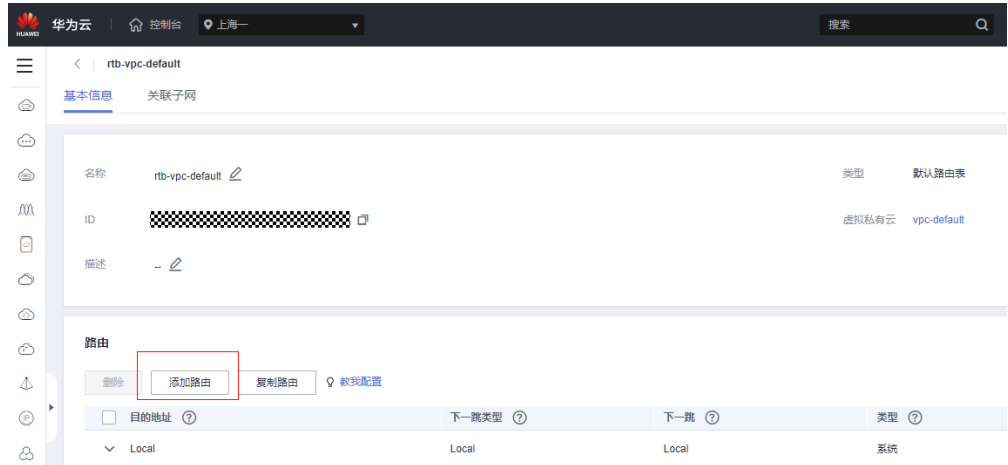 HUAWEI 华为云 控制台 上海一 搜索
rtb-vpc-default
基本信息 关联子网
名称 rtb-vpc-default 类型 默认路由表
ID 虚拟私有云 vpc-default
描述 --
路由
删除 添加路由 复制路由 教我配置
目的地址 下一跳类型 下一跳 类型
Local Local Local 系统